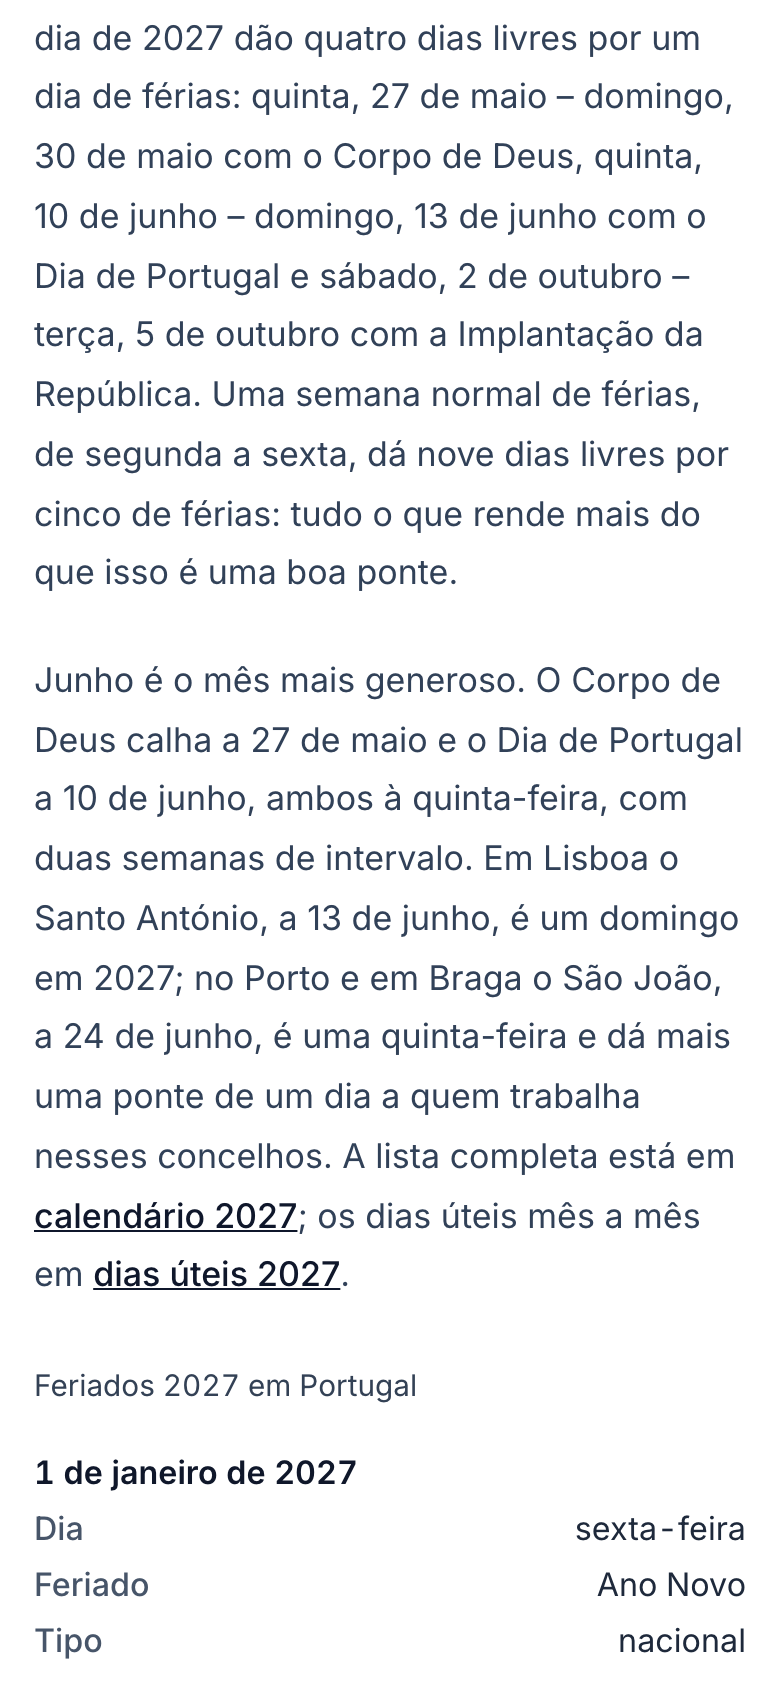 dia de 2027 dão quatro dias livres por um
dia de férias: quinta, 27 de maio – domingo,
30 de maio com o Corpo de Deus, quinta,
10 de junho – domingo, 13 de junho com o
Dia de Portugal e sábado, 2 de outubro –
terça, 5 de outubro com a Implantação da
República. Uma semana normal de férias,
de segunda a sexta, dá nove dias livres por
cinco de férias: tudo o que rende mais do
que isso é uma boa ponte.
Junho é o mês mais generoso. O Corpo de
Deus calha a 27 de maio e o Dia de Portugal
a 10 de junho, ambos à quinta-feira, com
duas semanas de intervalo. Em Lisboa o
Santo António, a 13 de junho, é um domingo
em 2027; no Porto e em Braga o São João,
a 24 de junho, é uma quinta-feira e dá mais
uma ponte de um dia a quem trabalha
nesses concelhos. A lista completa está em
calendário 2027; os dias úteis mês a mês
em dias úteis 2027.
Feriados 2027 em Portugal
1 de janeiro de 2027
Dia sexta-feira
Feriado Ano Novo
Tipo nacional